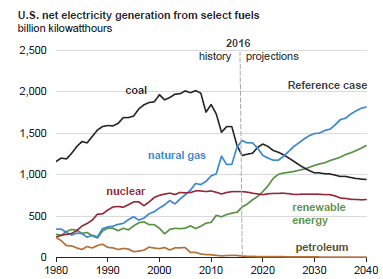 U.S. net electricity generation from select fuels
billion kilowatthours
2016
history projections
2,500
2,000
1,500
1,000
500
0
coal
Reference case
natural gas
nuclear
renewable
energy
petroleum
1980 1990 2000 2010 2020 2030 2040